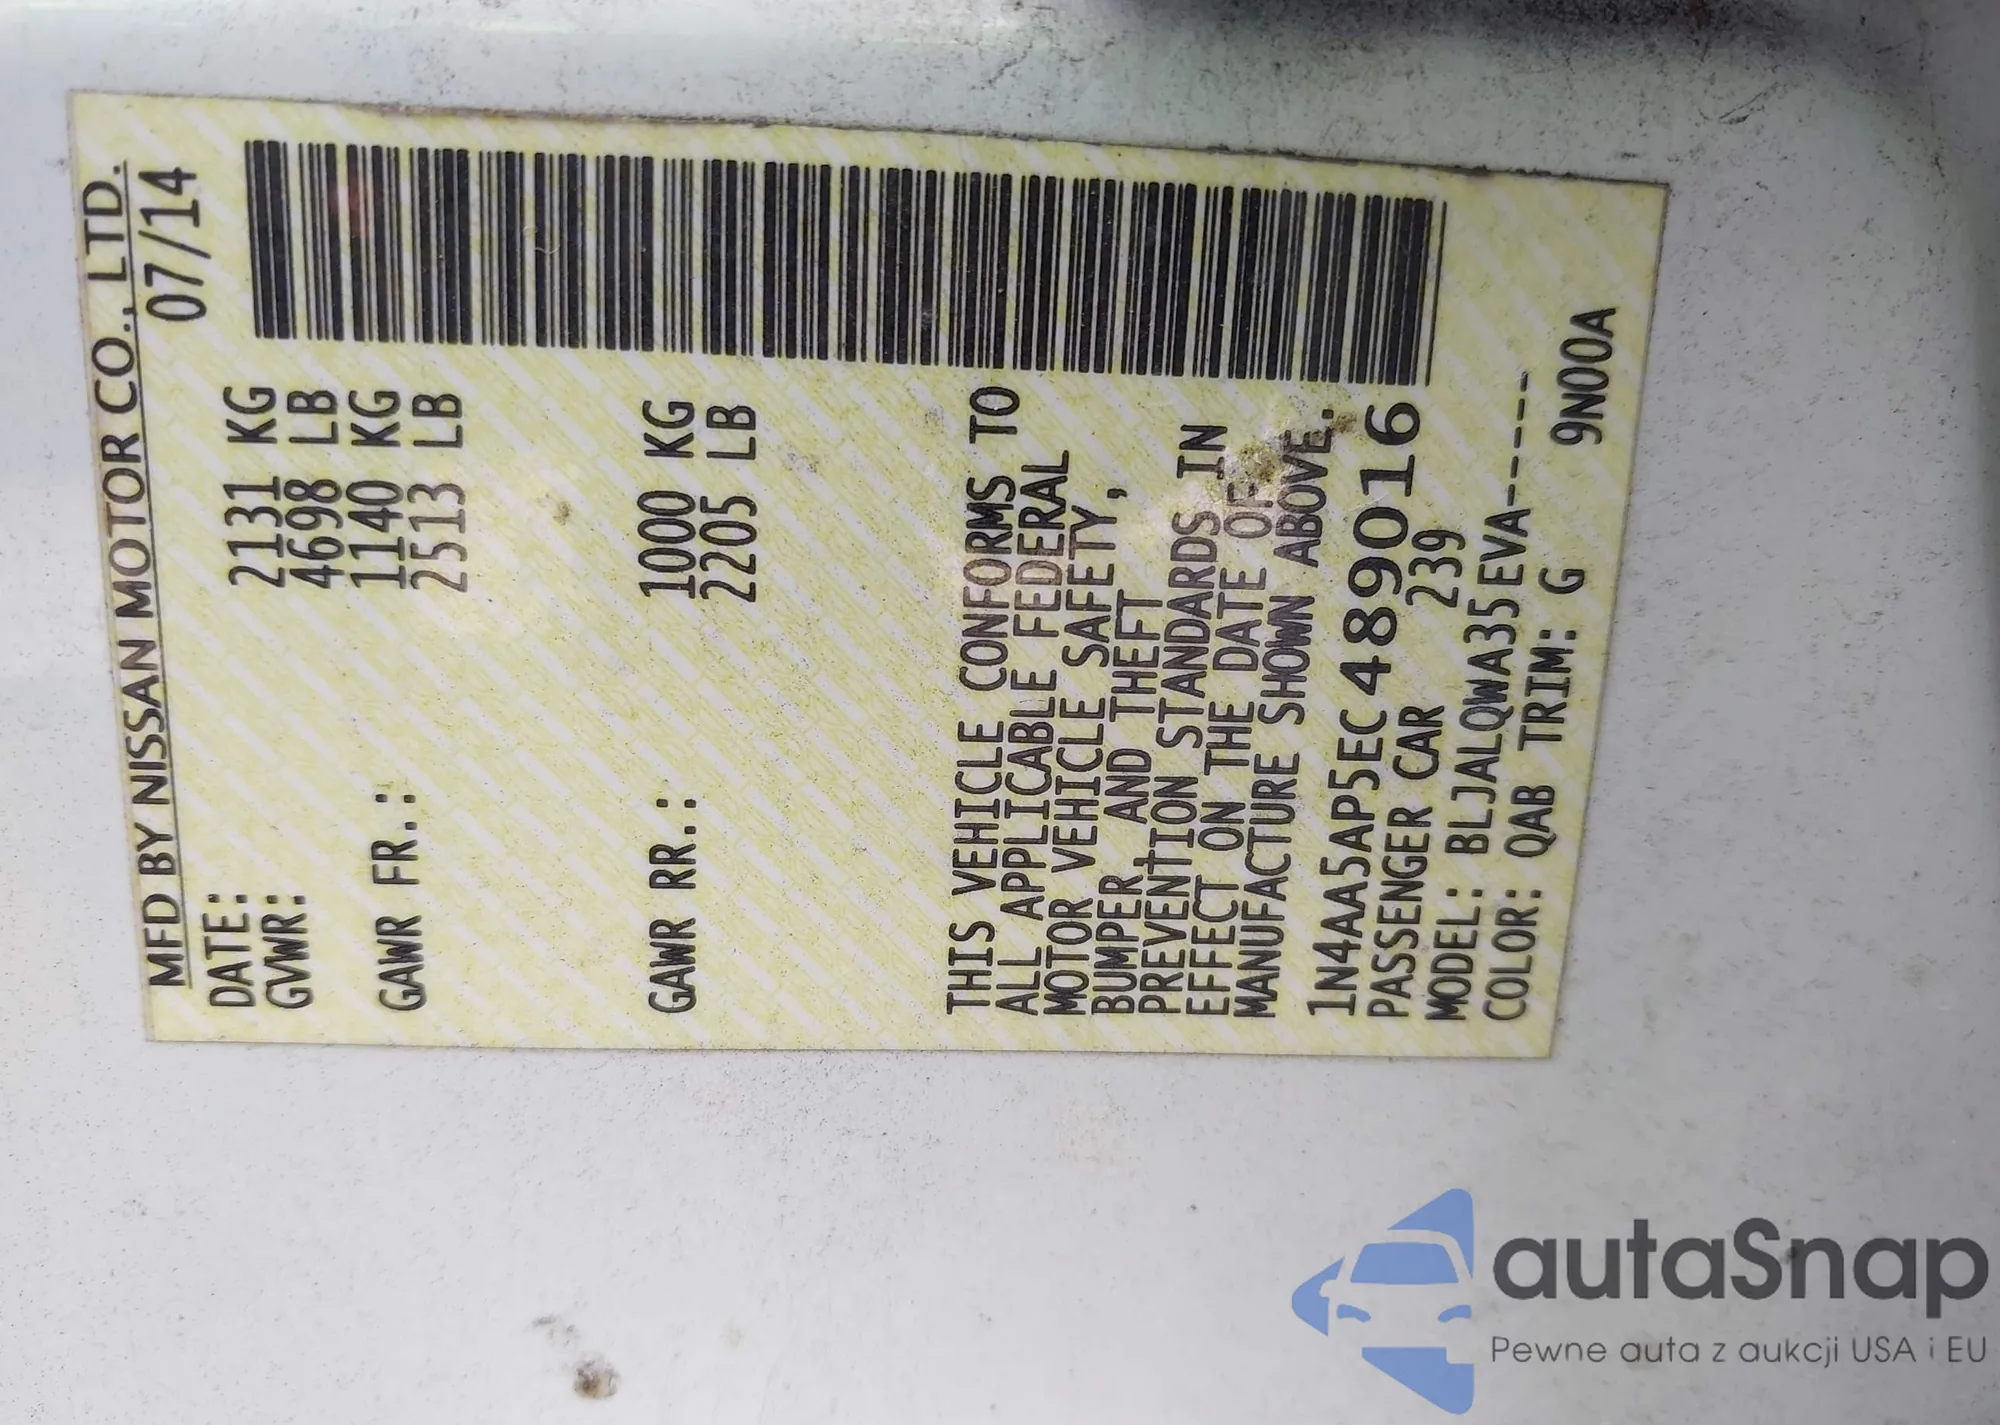 MFD BY NISSAN MOTOR CO., LTD.
DATE: 07/14
GVWR: 2131 KG
4698 LB
GAWR FR.: 1140 KG
2513 LB
GAWR RR.: 1000 KG
2205 LB
THIS VEHICLE CONFORMS TO
ALL APPLICABLE FEDERAL
MOTOR VEHICLE SAFETY,
BUMPER, AND THEFT
PREVENTION STANDARDS IN
EFFECT ON THE DATE OF
MANUFACTURE SHOWN ABOVE.
1N4AA5AP5EC489016
PASSENGER CAR 239
MODEL: BLJALQWA35EVA-----
COLOR: QAB TRIM: G 9N00A
autaSnap
Pewne auta z aukcji USA i EU